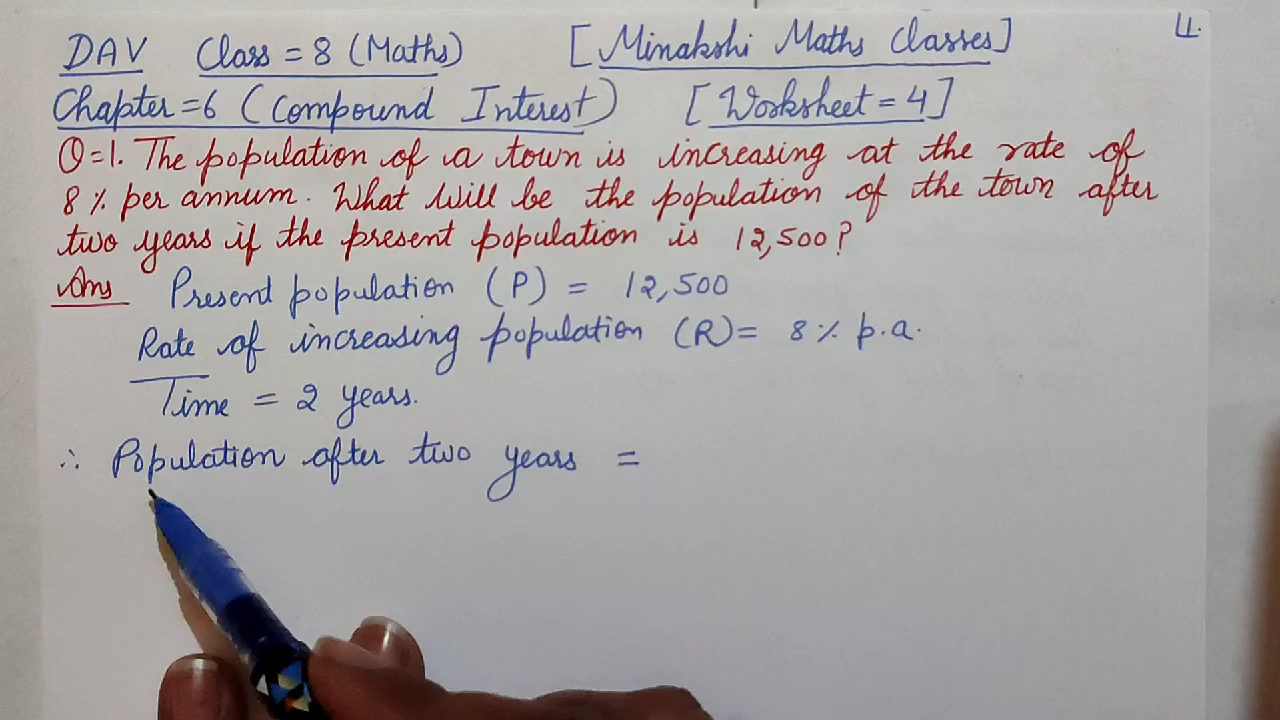 DAV Class = 8 (Maths) [Minakshi Maths Classes] 4.
Chapter = 6 (Compound Interest) [Worksheet = 4]
Q=1. The population of a town is increasing at the rate of
8 % per annum. What will be the population of the town after
two years if the present population is 12,500?
Ans Present population (P) = 12,500
Rate of increasing population (R) = 8 % p.a.
Time = 2 years.
∴ Population after two years =